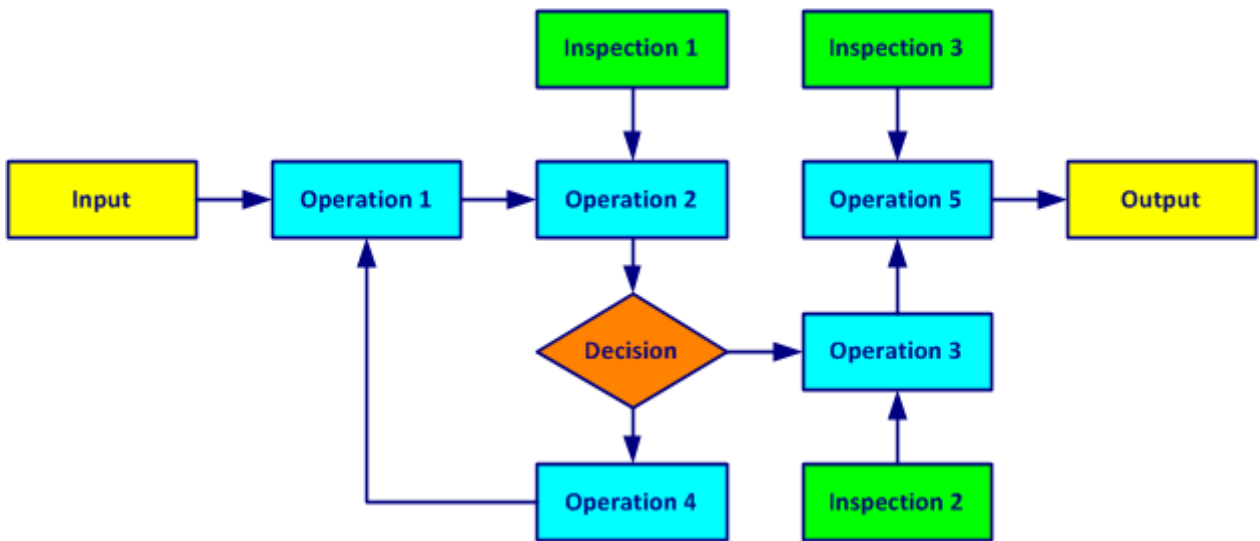 Inspection 1
Inspection 3
Input
Operation 1
Operation 2
Operation 5
Output
Decision
Operation 3
Operation 4
Inspection 2